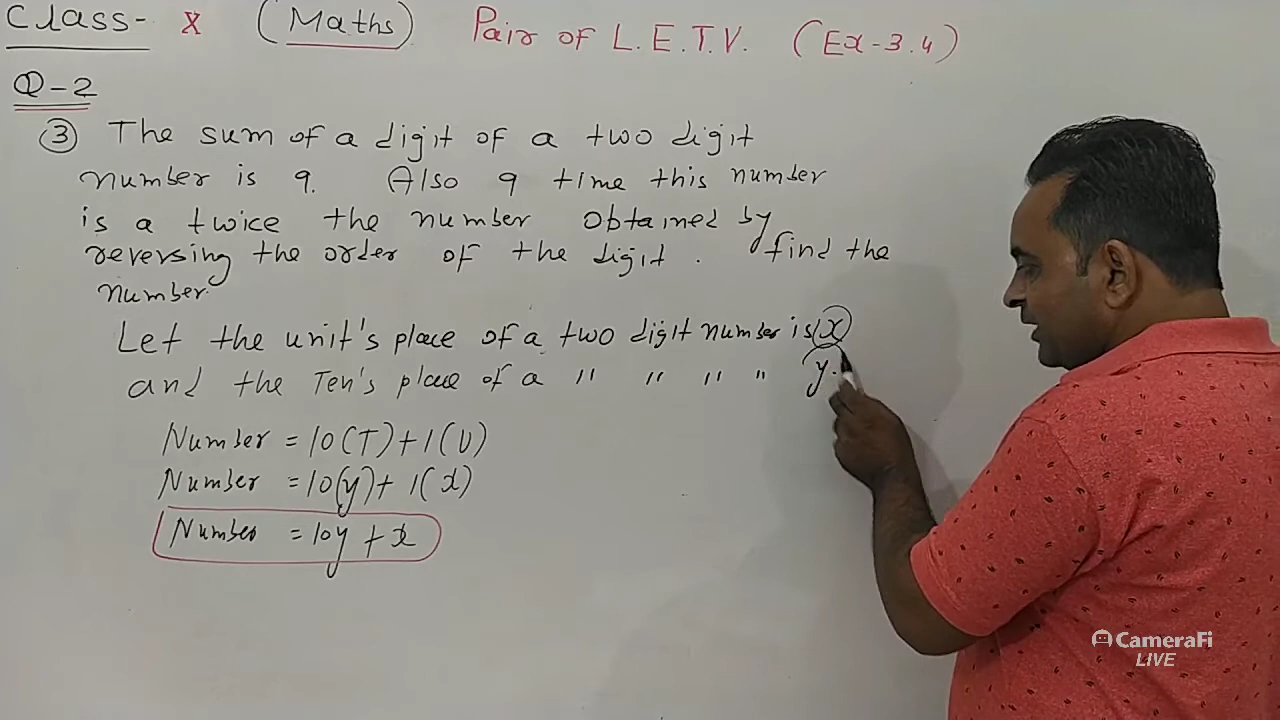 Class- X (Maths) Pair of L.E.T.V. (Ex-3.4)
Q-2
③ The sum of a digit of a two digit
number is 9. Also 9 time this number
is a twice the number obtained by
reversing the order of the digit. find the
number.
Let the unit's place of a two digit number is x
and the Ten's place of a " " " " y.
Number = 10(T)+1(U)
Number = 10(y)+1(x)
Number = 10y + x
CameraFi
LIVE